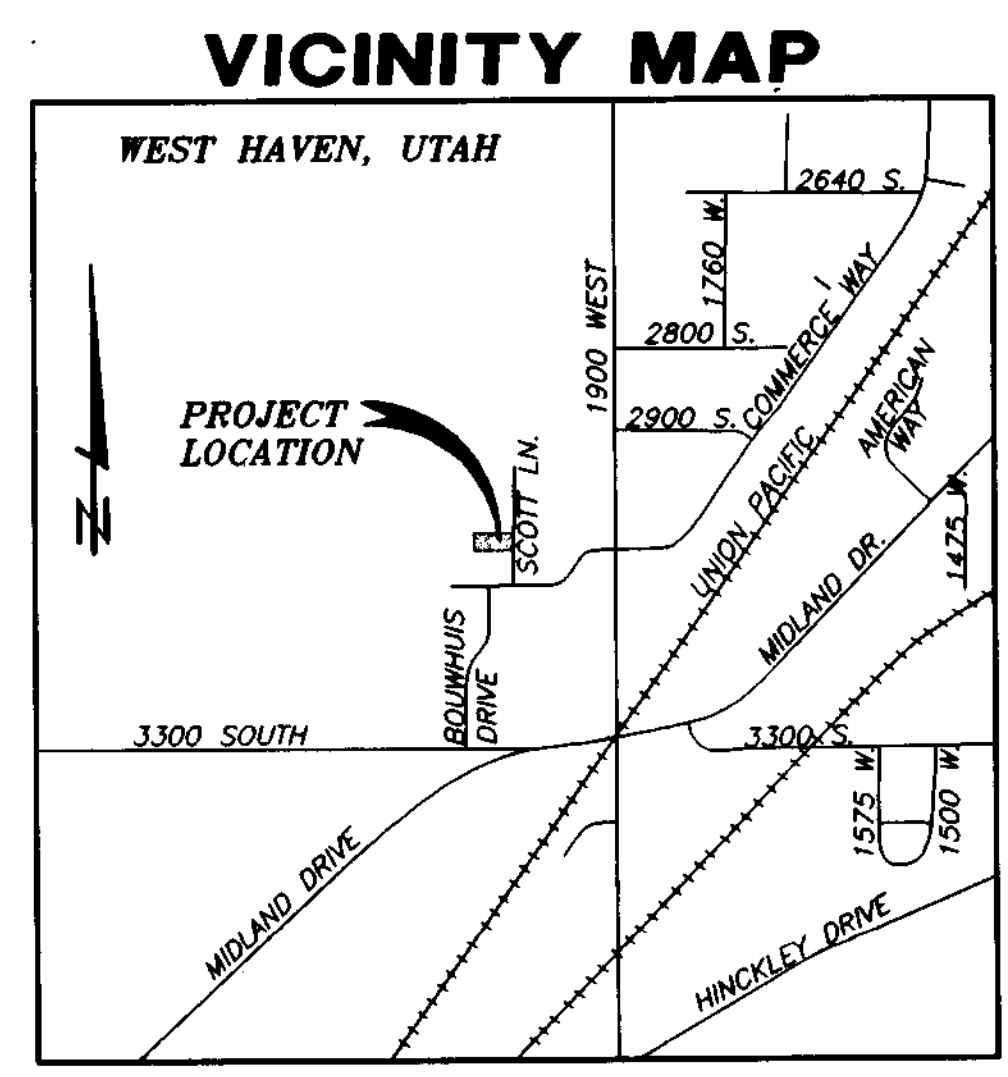 VICINITY MAP
WEST HAVEN, UTAH
2640 S.
1760 W.
1900 WEST
COMMERCE WAY
2800 S.
2900 S.
AMERICAN
WAY
PROJECT
LOCATION
SCOTT LN.
UNION PACIFIC
1475 W.
N
MIDLAND DR.
BOUWHUIS
DRIVE
3300 SOUTH
3300 S.
1575 W.
1500 W.
MIDLAND DRIVE
HINCKLEY DRIVE